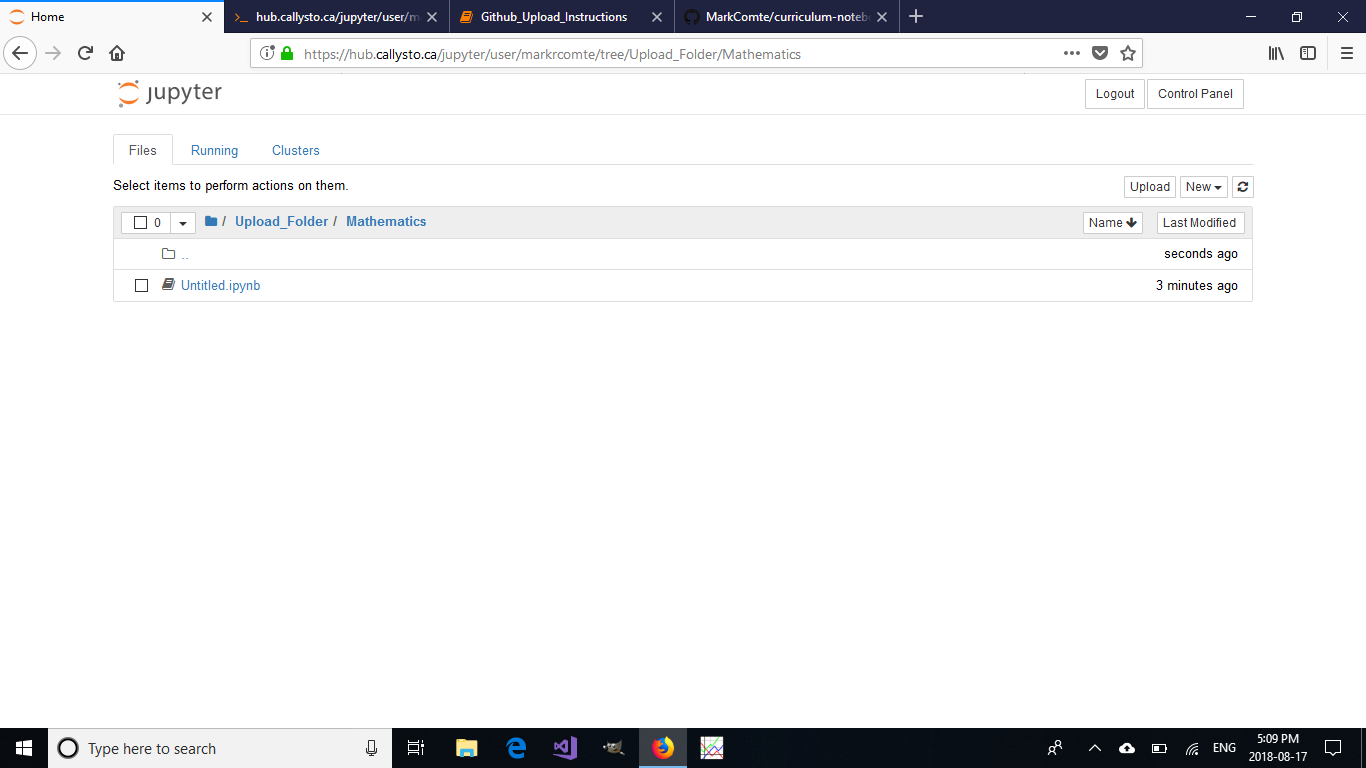 Home
hub.callysto.ca/jupyter/user/m
Github_Upload_Instructions
MarkComte/curriculum-noteb
https://hub.callysto.ca/jupyter/user/markrcomte/tree/Upload_Folder/Mathematics
jupyter
Logout
Control Panel
Files
Running
Clusters
Select items to perform actions on them.
Upload
New
0
/ Upload_Folder / Mathematics
Name
Last Modified
..
seconds ago
Untitled.ipynb
3 minutes ago
Type here to search
ENG
5:09 PM
2018-08-17